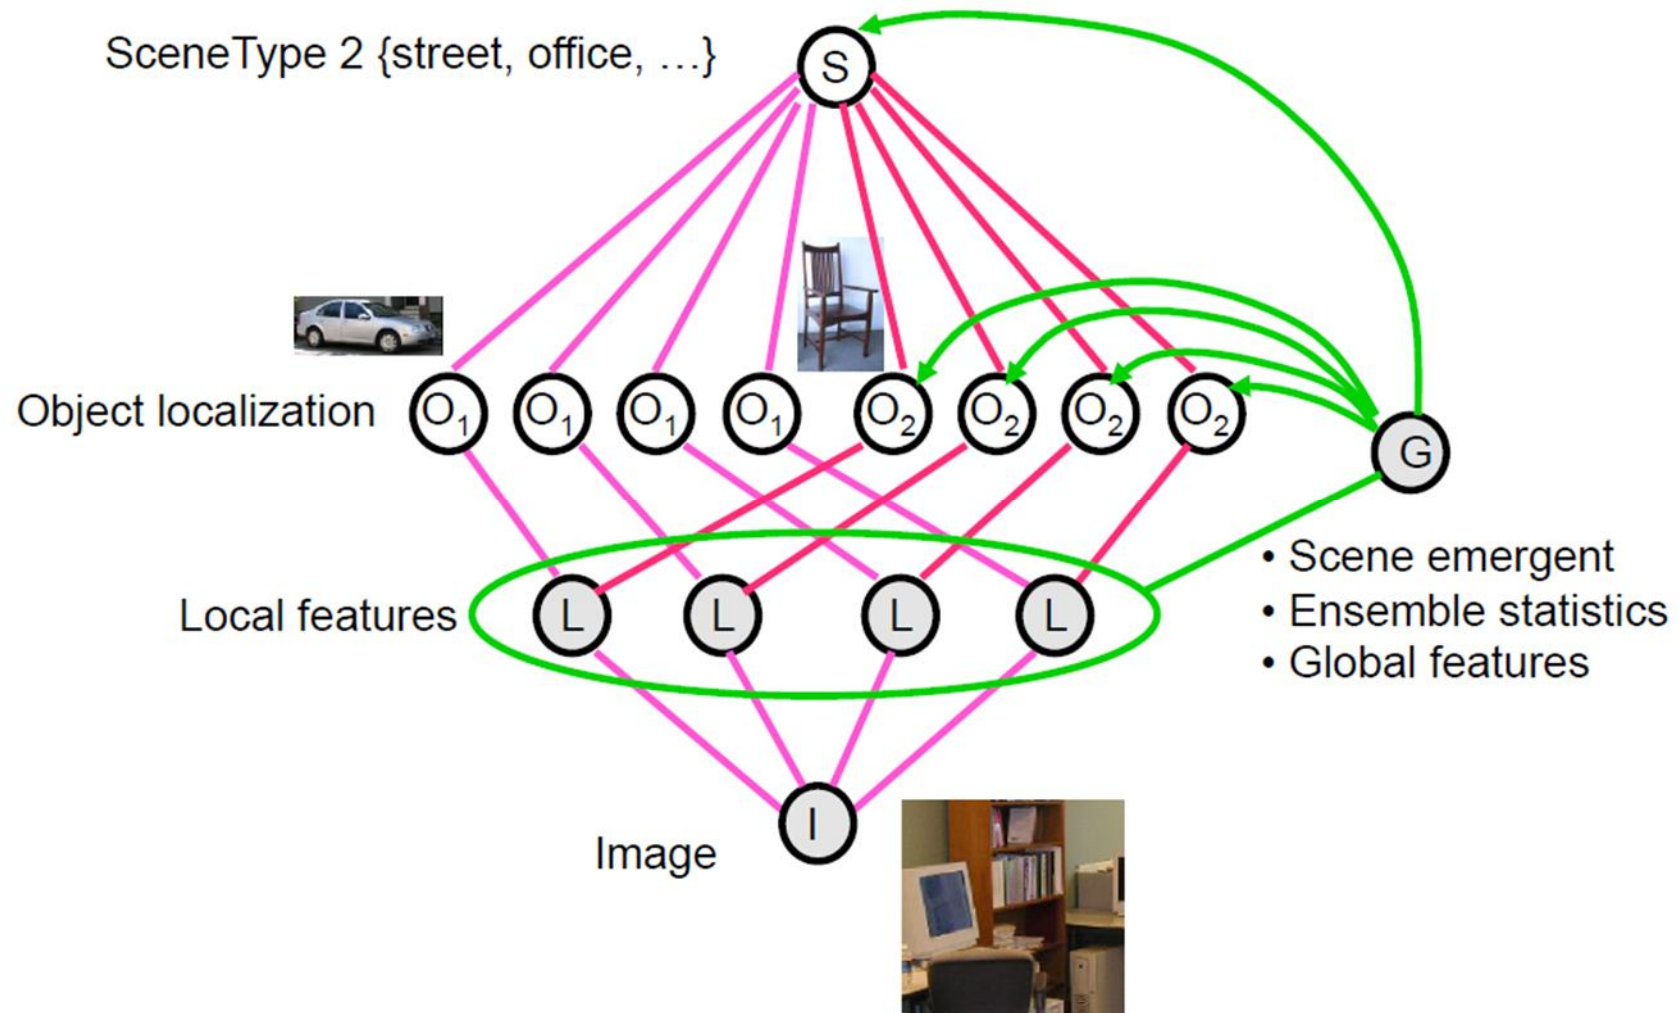 SceneType 2 {street, office, …}
S
Object localization
O1 O1 O1 O1 O2 O2 O2 O2
G
Local features
L L L L
• Scene emergent
• Ensemble statistics
• Global features
I
Image